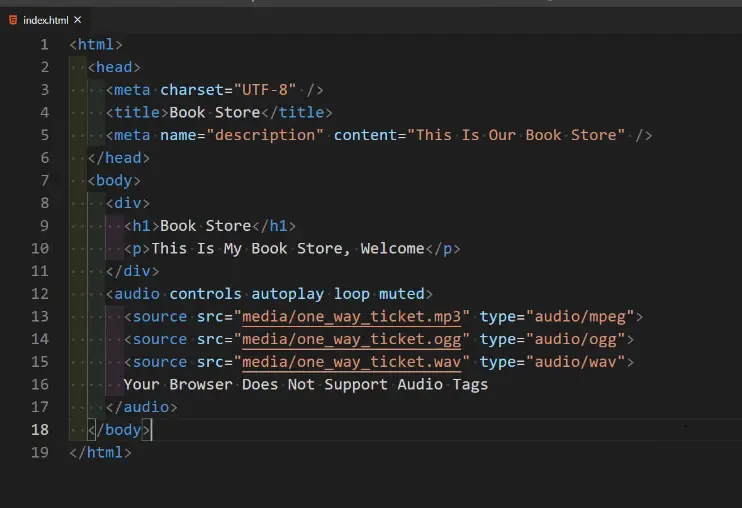 index.html ×
1 <html>
2 <head>
3 <meta charset="UTF-8" />
4 <title>Book Store</title>
5 <meta name="description" content="This Is Our Book Store" />
6 </head>
7 <body>
8 <div>
9 <h1>Book Store</h1>
10 <p>This Is My Book Store, Welcome</p>
11 </div>
12 <audio controls autoplay loop muted>
13 <source src="media/one_way_ticket.mp3" type="audio/mpeg">
14 <source src="media/one_way_ticket.ogg" type="audio/ogg">
15 <source src="media/one_way_ticket.wav" type="audio/wav">
16 Your Browser Does Not Support Audio Tags
17 </audio>
18 </body>
19 </html>